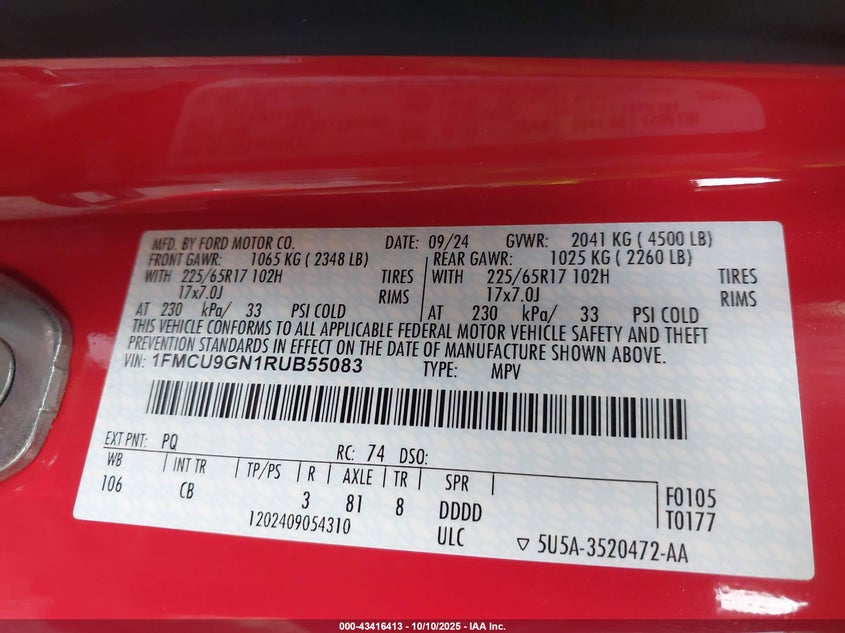 MFD. BY FORD MOTOR CO. DATE: 09/24 GVWR: 2041 KG ( 4500 LB)
FRONT GAWR: 1065 KG ( 2348 LB) REAR GAWR: 1025 KG ( 2260 LB)
WITH 225/65R17 102H TIRES WITH 225/65R17 102H TIRES
17x7.0J RIMS 17x7.0J RIMS
AT 230 kPa/ 33 PSI COLD AT 230 kPa/ 33 PSI COLD
THIS VEHICLE CONFORMS TO ALL APPLICABLE FEDERAL MOTOR VEHICLE SAFETY AND THEFT
PREVENTION STANDARDS IN EFFECT ON THE DATE OF MANUFACTURE SHOWN ABOVE.
VIN: 1FMCU9GN1RUB55083 TYPE: MPV
EXT PNT: PQ RC: 74 DSO:
WB INT TR TP/PS R AXLE TR SPR
106 CB 3 81 8 DDDD F0105
1202409054310 ULC T0177
▽ 5U5A-3520472-AA
000-43416413 - 10/10/2025 - IAA Inc.